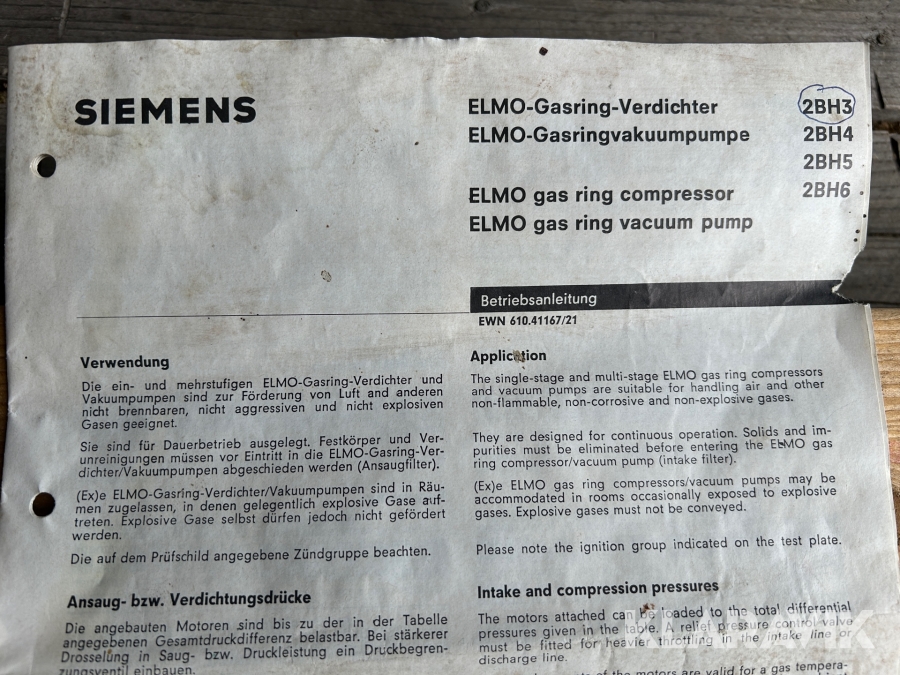 SIEMENS
ELMO-Gasring-Verdichter 2BH3
ELMO-Gasringvakuumpumpe 2BH4
2BH5
ELMO gas ring compressor 2BH6
ELMO gas ring vacuum pump
Betriebsanleitung
EWN 610.41167/21
Verwendung
Die ein- und mehrstufigen ELMO-Gasring-Verdichter und
Vakuumpumpen sind zur Förderung von Luft und anderen
nicht brennbaren, nicht aggressiven und nicht explosiven
Gasen geeignet.
Sie sind für Dauerbetrieb ausgelegt. Festkörper und Ver-
unreinigungen müssen vor Eintritt in die ELMO-Gasring-Ver-
dichter/Vakuumpumpen abgeschieden werden (Ansaugfilter).
(Ex)e ELMO-Gasring-Verdichter/Vakuumpumpen sind in Räu-
men zugelassen, in denen gelegentlich explosive Gase auf-
treten. Explosive Gase selbst dürfen jedoch nicht gefördert
werden.
Die auf dem Prüfschild angegebene Zündgruppe beachten.
Ansaug- bzw. Verdichtungsdrücke
Die angebauten Motoren sind bis zu der in der Tabelle
angegebenen Gesamtdruckdifferenz belastbar. Bei stärkerer
Drosselung in Saug- bzw. Druckleistung ein Druckbegren-
zungsventil einbauen.
Application
The single-stage and multi-stage ELMO gas ring compressors
and vacuum pumps are suitable for handling air and other
non-flammable, non-corrosive and non-explosive gases.
They are designed for continuous operation. Solids and im-
purities must be eliminated before entering the ELMO gas
ring compressor/vacuum pump (intake filter).
(Ex)e ELMO gas ring compressors/vacuum pumps may be
accommodated in rooms occasionally exposed to explosive
gases. Explosive gases must not be conveyed.
Please note the ignition group indicated on the test plate.
Intake and compression pressures
The motors attached can be loaded to the total differential
pressures given in the table. A relief pressure control valve
must be fitted for heavier throttling in the intake line or
discharge line.
of the motors are valid for a gas tempera-